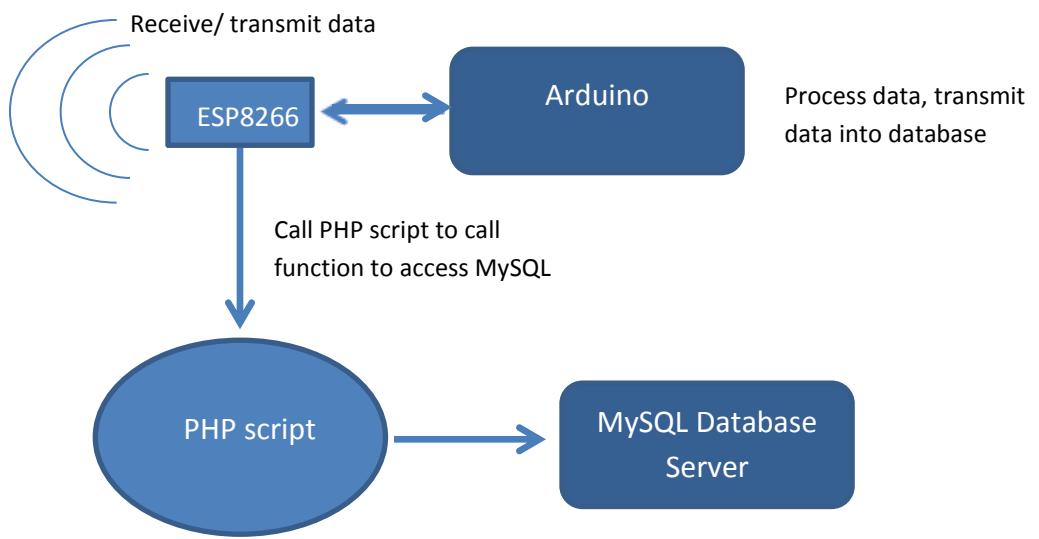 Receive/ transmit data
ESP8266
Arduino
Process data, transmit
data into database
Call PHP script to call
function to access MySQL
PHP script
MySQL Database
Server